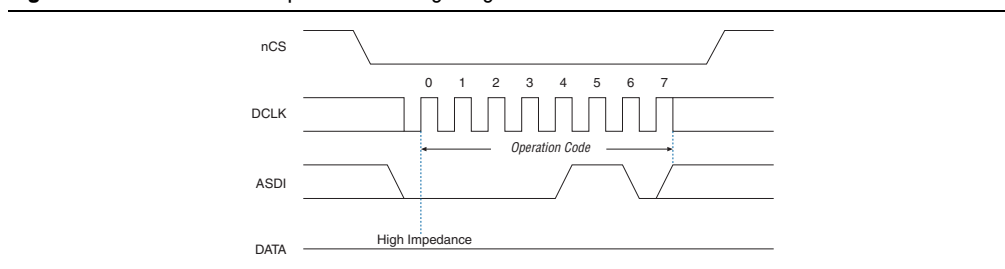 nCS
0 1 2 3 4 5 6 7
DCLK
Operation Code
ASDI
High Impedance
DATA